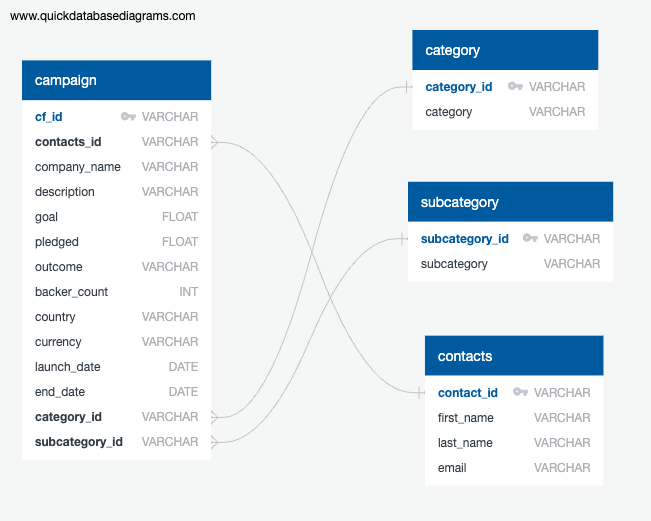 www.quickdatabasediagrams.com
campaign
cf_id VARCHAR
contacts_id VARCHAR
company_name VARCHAR
description VARCHAR
goal FLOAT
pledged FLOAT
outcome VARCHAR
backer_count INT
country VARCHAR
currency VARCHAR
launch_date DATE
end_date DATE
category_id VARCHAR
subcategory_id VARCHAR
category
category_id VARCHAR
category VARCHAR
subcategory
subcategory_id VARCHAR
subcategory VARCHAR
contacts
contact_id VARCHAR
first_name VARCHAR
last_name VARCHAR
email VARCHAR